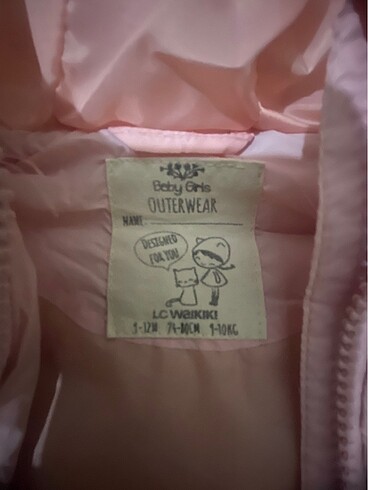 Baby Girls
OUTERWEAR
NAME
DESIGNED
FOR YOU
LC WAIKIKI
9-12M 74-80CM 9-10KG